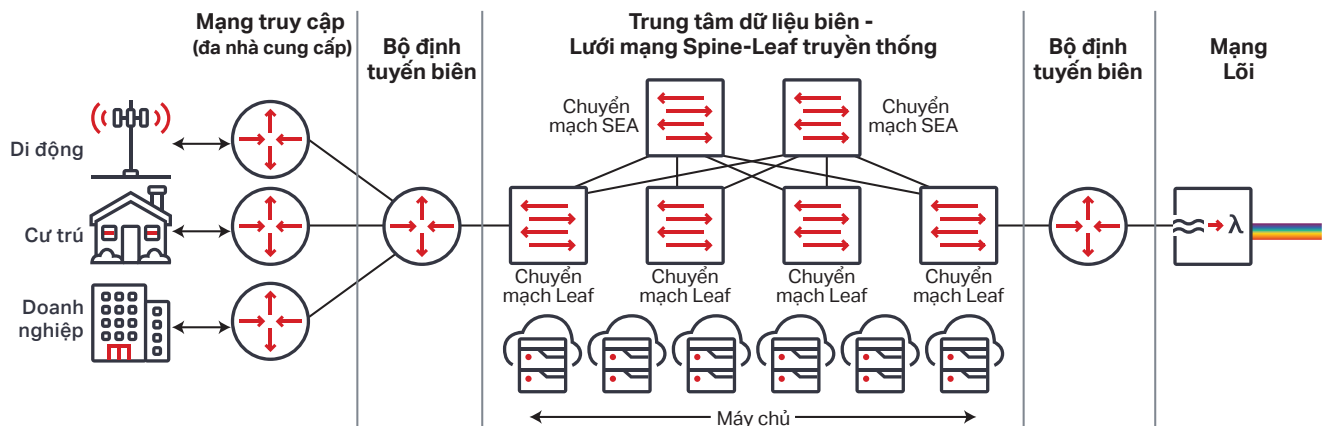 Mạng truy cập
(đa nhà cung cấp)
Bộ định
tuyến biên
Trung tâm dữ liệu biên -
Lưới mạng Spine-Leaf truyền thống
Bộ định
tuyến biên
Mạng
Lõi
Di động
Cư trú
Doanh
nghiệp
Chuyển
mạch SEA
Chuyển
mạch SEA
Chuyển
mạch Leaf
Chuyển
mạch Leaf
Chuyển
mạch Leaf
Chuyển
mạch Leaf
λ
Máy chủ